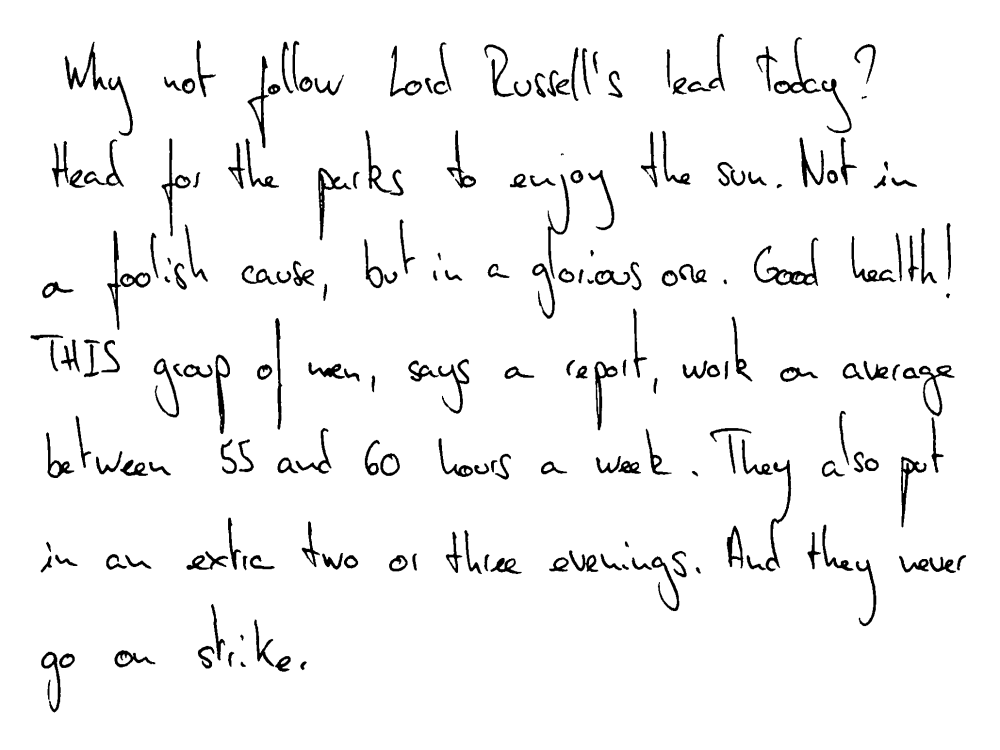 Why not follow Lord Russell's lead today?
Head for the parks to enjoy the sun. Not in
a foolish cause, but in a glorious one. Good health!
THIS group of men, says a report, work on average
between 55 and 60 hours a week. They also put
in an extra two or three evenings. And they never
go on strike.